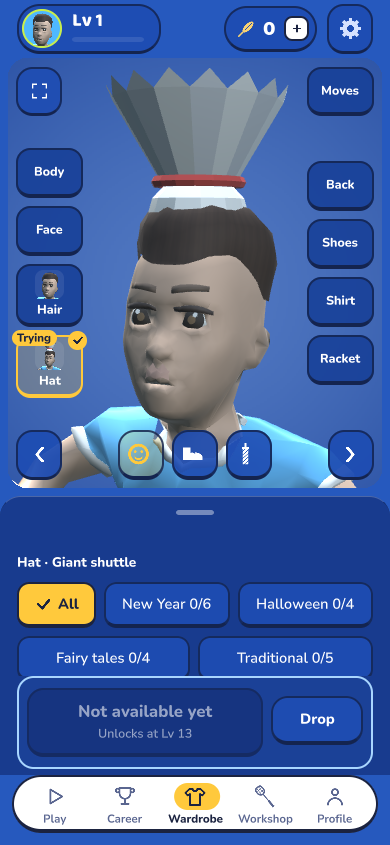 Lv 1
0
+
Moves
Body
Back
Face
Shoes
Hair
Shirt
Trying
Hat
Racket
Hat · Giant shuttle
All
New Year 0/6
Halloween 0/4
Fairy tales 0/4
Traditional 0/5
Not available yet
Unlocks at Lv 13
Drop
Play
Career
Wardrobe
Workshop
Profile